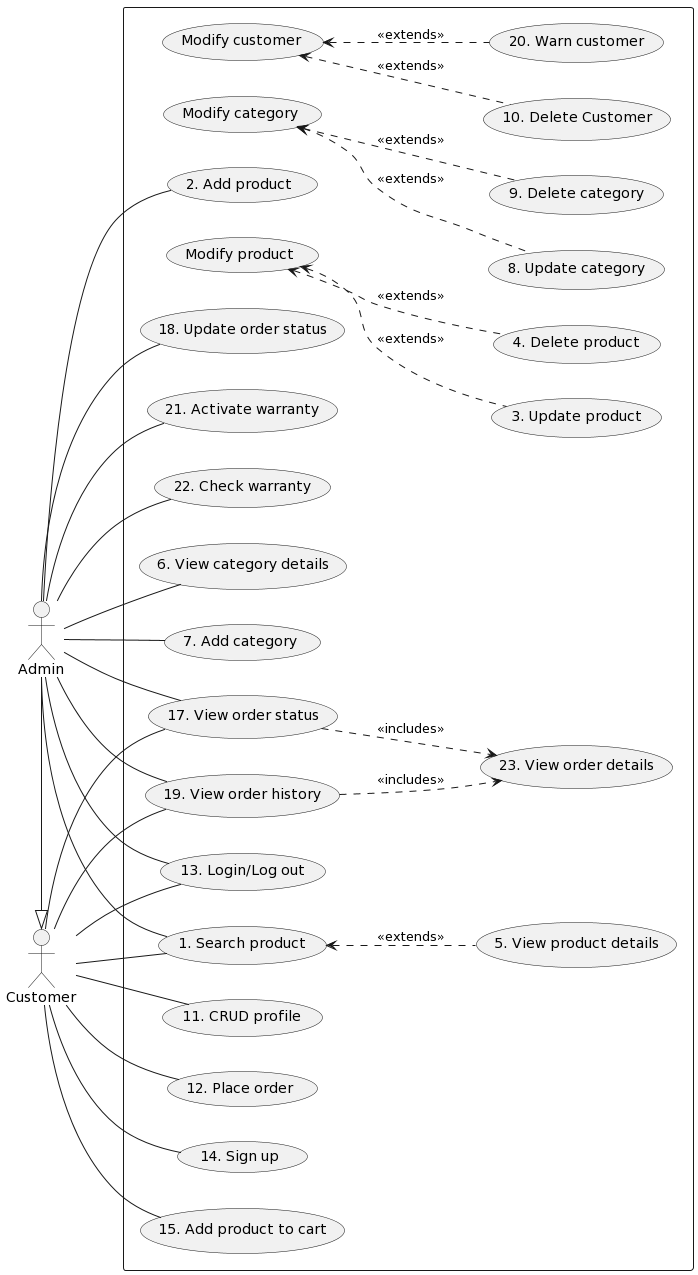 Modify customer
«extends»
20. Warn customer
«extends»
10. Delete Customer
Modify category
«extends»
9. Delete category
«extends»
2. Add product
8. Update category
Modify product
«extends»
18. Update order status
«extends»
4. Delete product
21. Activate warranty
3. Update product
22. Check warranty
6. View category details
7. Add category
Admin
17. View order status
«includes»
23. View order details
«includes»
19. View order history
13. Login/Log out
«extends»
1. Search product
5. View product details
Customer
11. CRUD profile
12. Place order
14. Sign up
15. Add product to cart